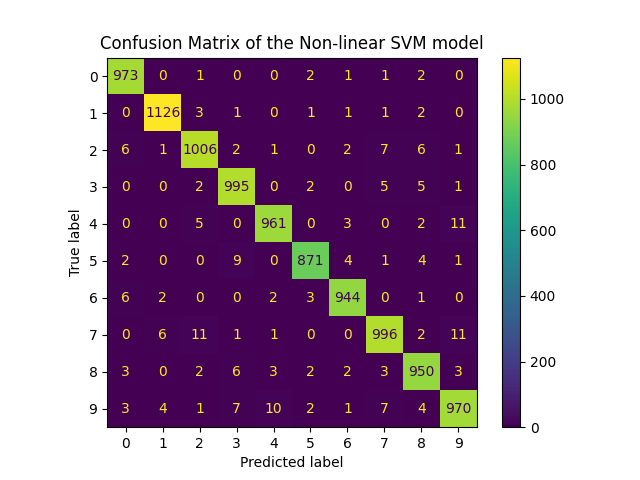 Confusion Matrix of the Non-linear SVM model
True label
0 973 0 1 0 0 2 1 1 2 0
1 0 1126 3 1 0 1 1 1 2 0
2 6 1 1006 2 1 0 2 7 6 1
3 0 0 2 995 0 2 0 5 5 1
4 0 0 5 0 961 0 3 0 2 11
5 2 0 0 9 0 871 4 1 4 1
6 6 2 0 0 2 3 944 0 1 0
7 0 6 11 1 1 0 0 996 2 11
8 3 0 2 6 3 2 2 3 950 3
9 3 4 1 7 10 2 1 7 4 970
0 1 2 3 4 5 6 7 8 9
Predicted label
1000
800
600
400
200
0